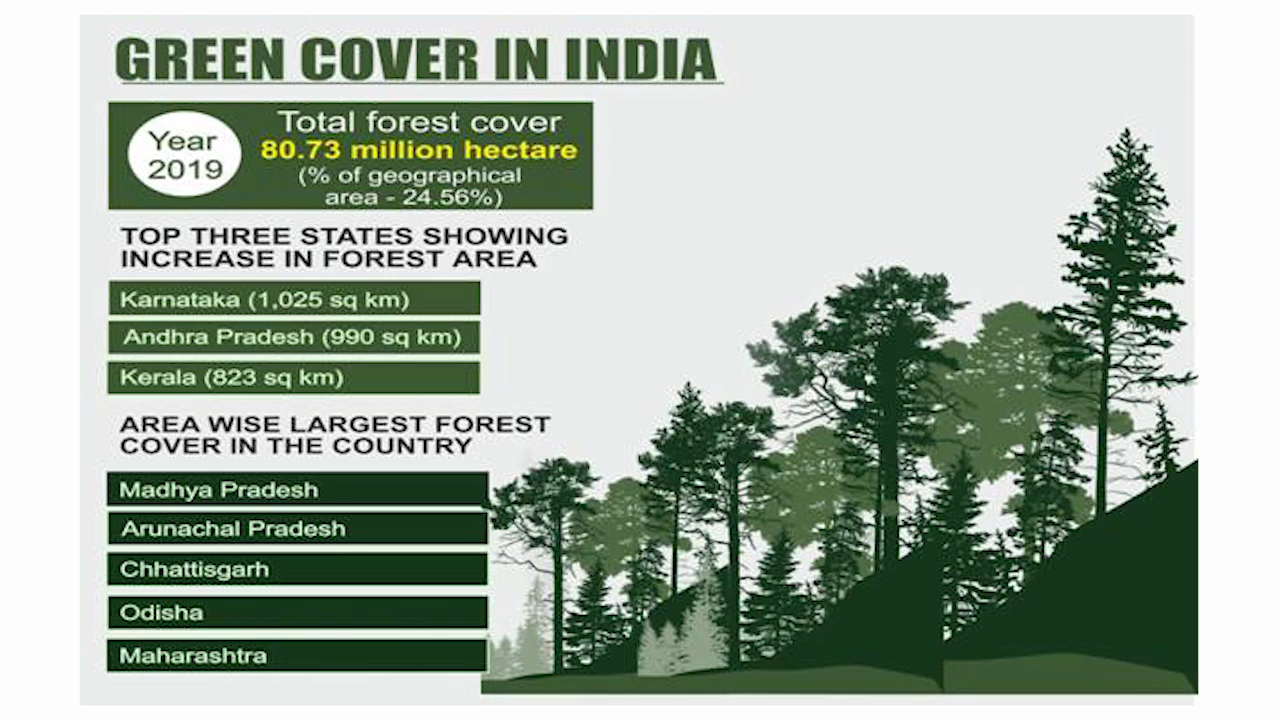 GREEN COVER IN INDIA
Year
2019
Total forest cover
80.73 million hectare
(% of geographical
area - 24.56%)
TOP THREE STATES SHOWING
INCREASE IN FOREST AREA
Karnataka (1,025 sq km)
Andhra Pradesh (990 sq km)
Kerala (823 sq km)
AREA WISE LARGEST FOREST
COVER IN THE COUNTRY
Madhya Pradesh
Arunachal Pradesh
Chhattisgarh
Odisha
Maharashtra